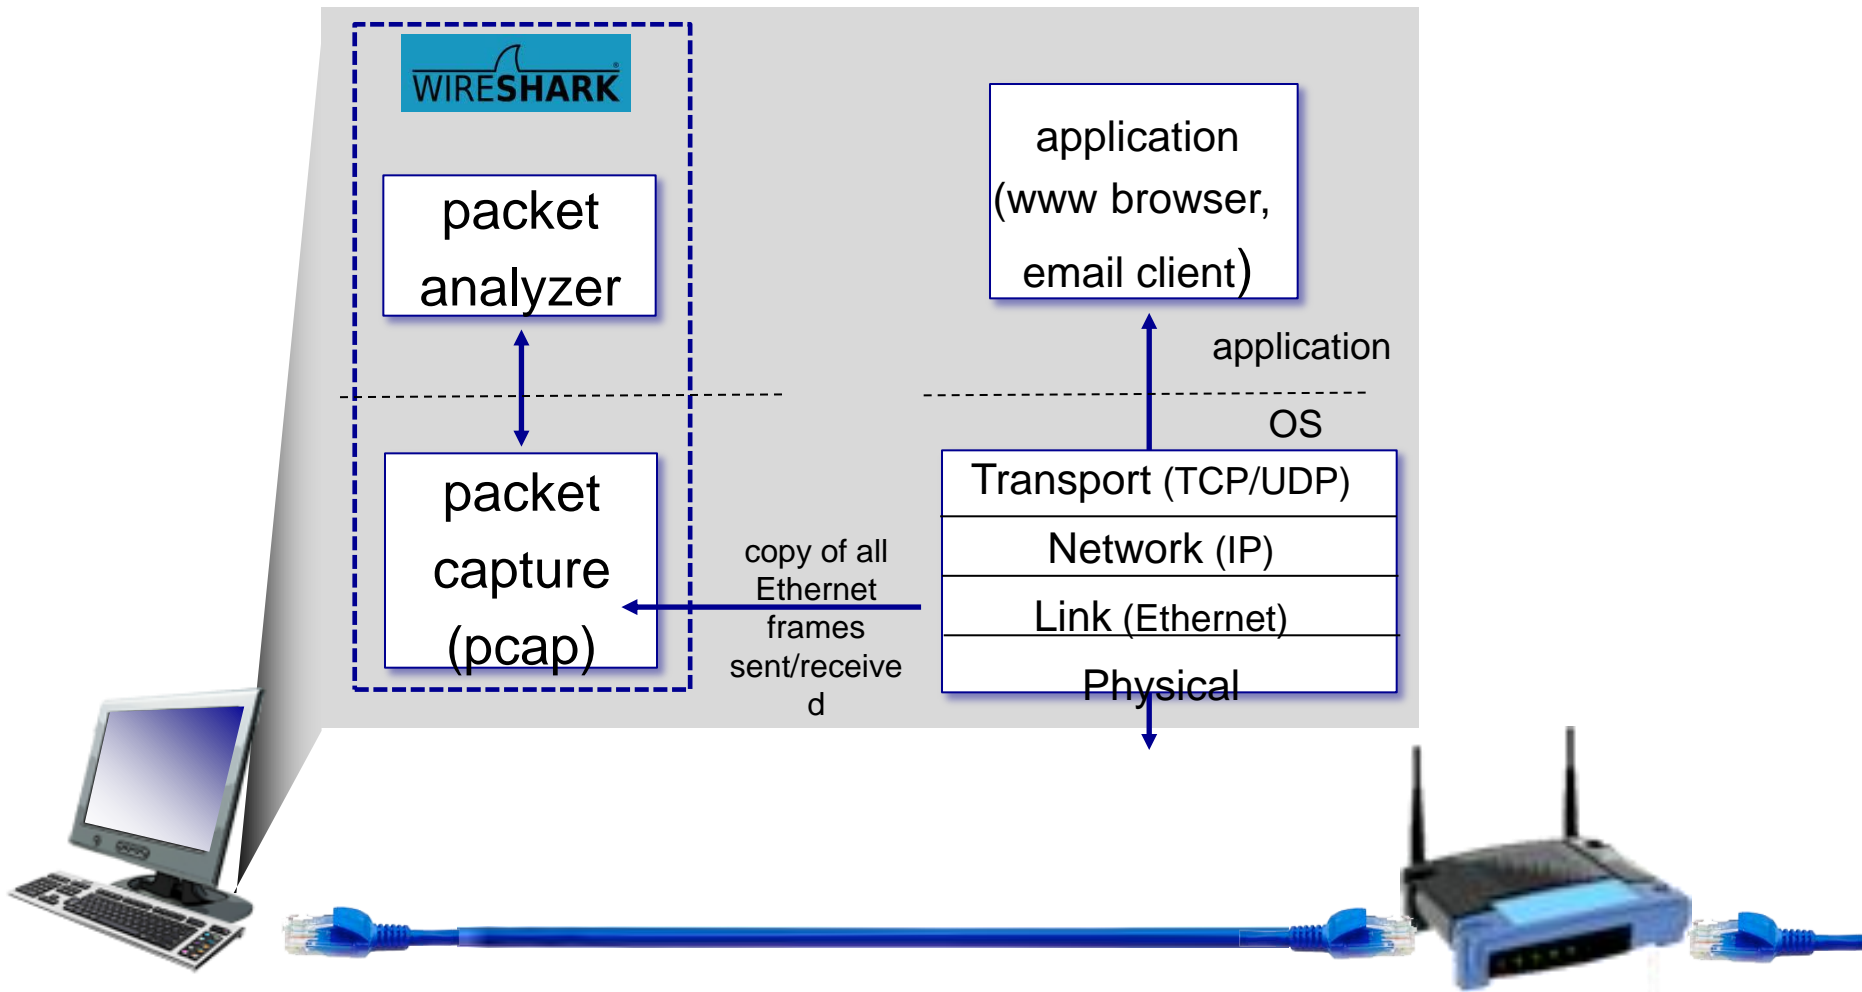 WIRESHARK
®
packet
analyzer
packet
capture
(pcap)
copy of all
Ethernet
frames
sent/receive
d
application
(www browser,
email client)
application
OS
Transport (TCP/UDP)
Network (IP)
Link (Ethernet)
Physical